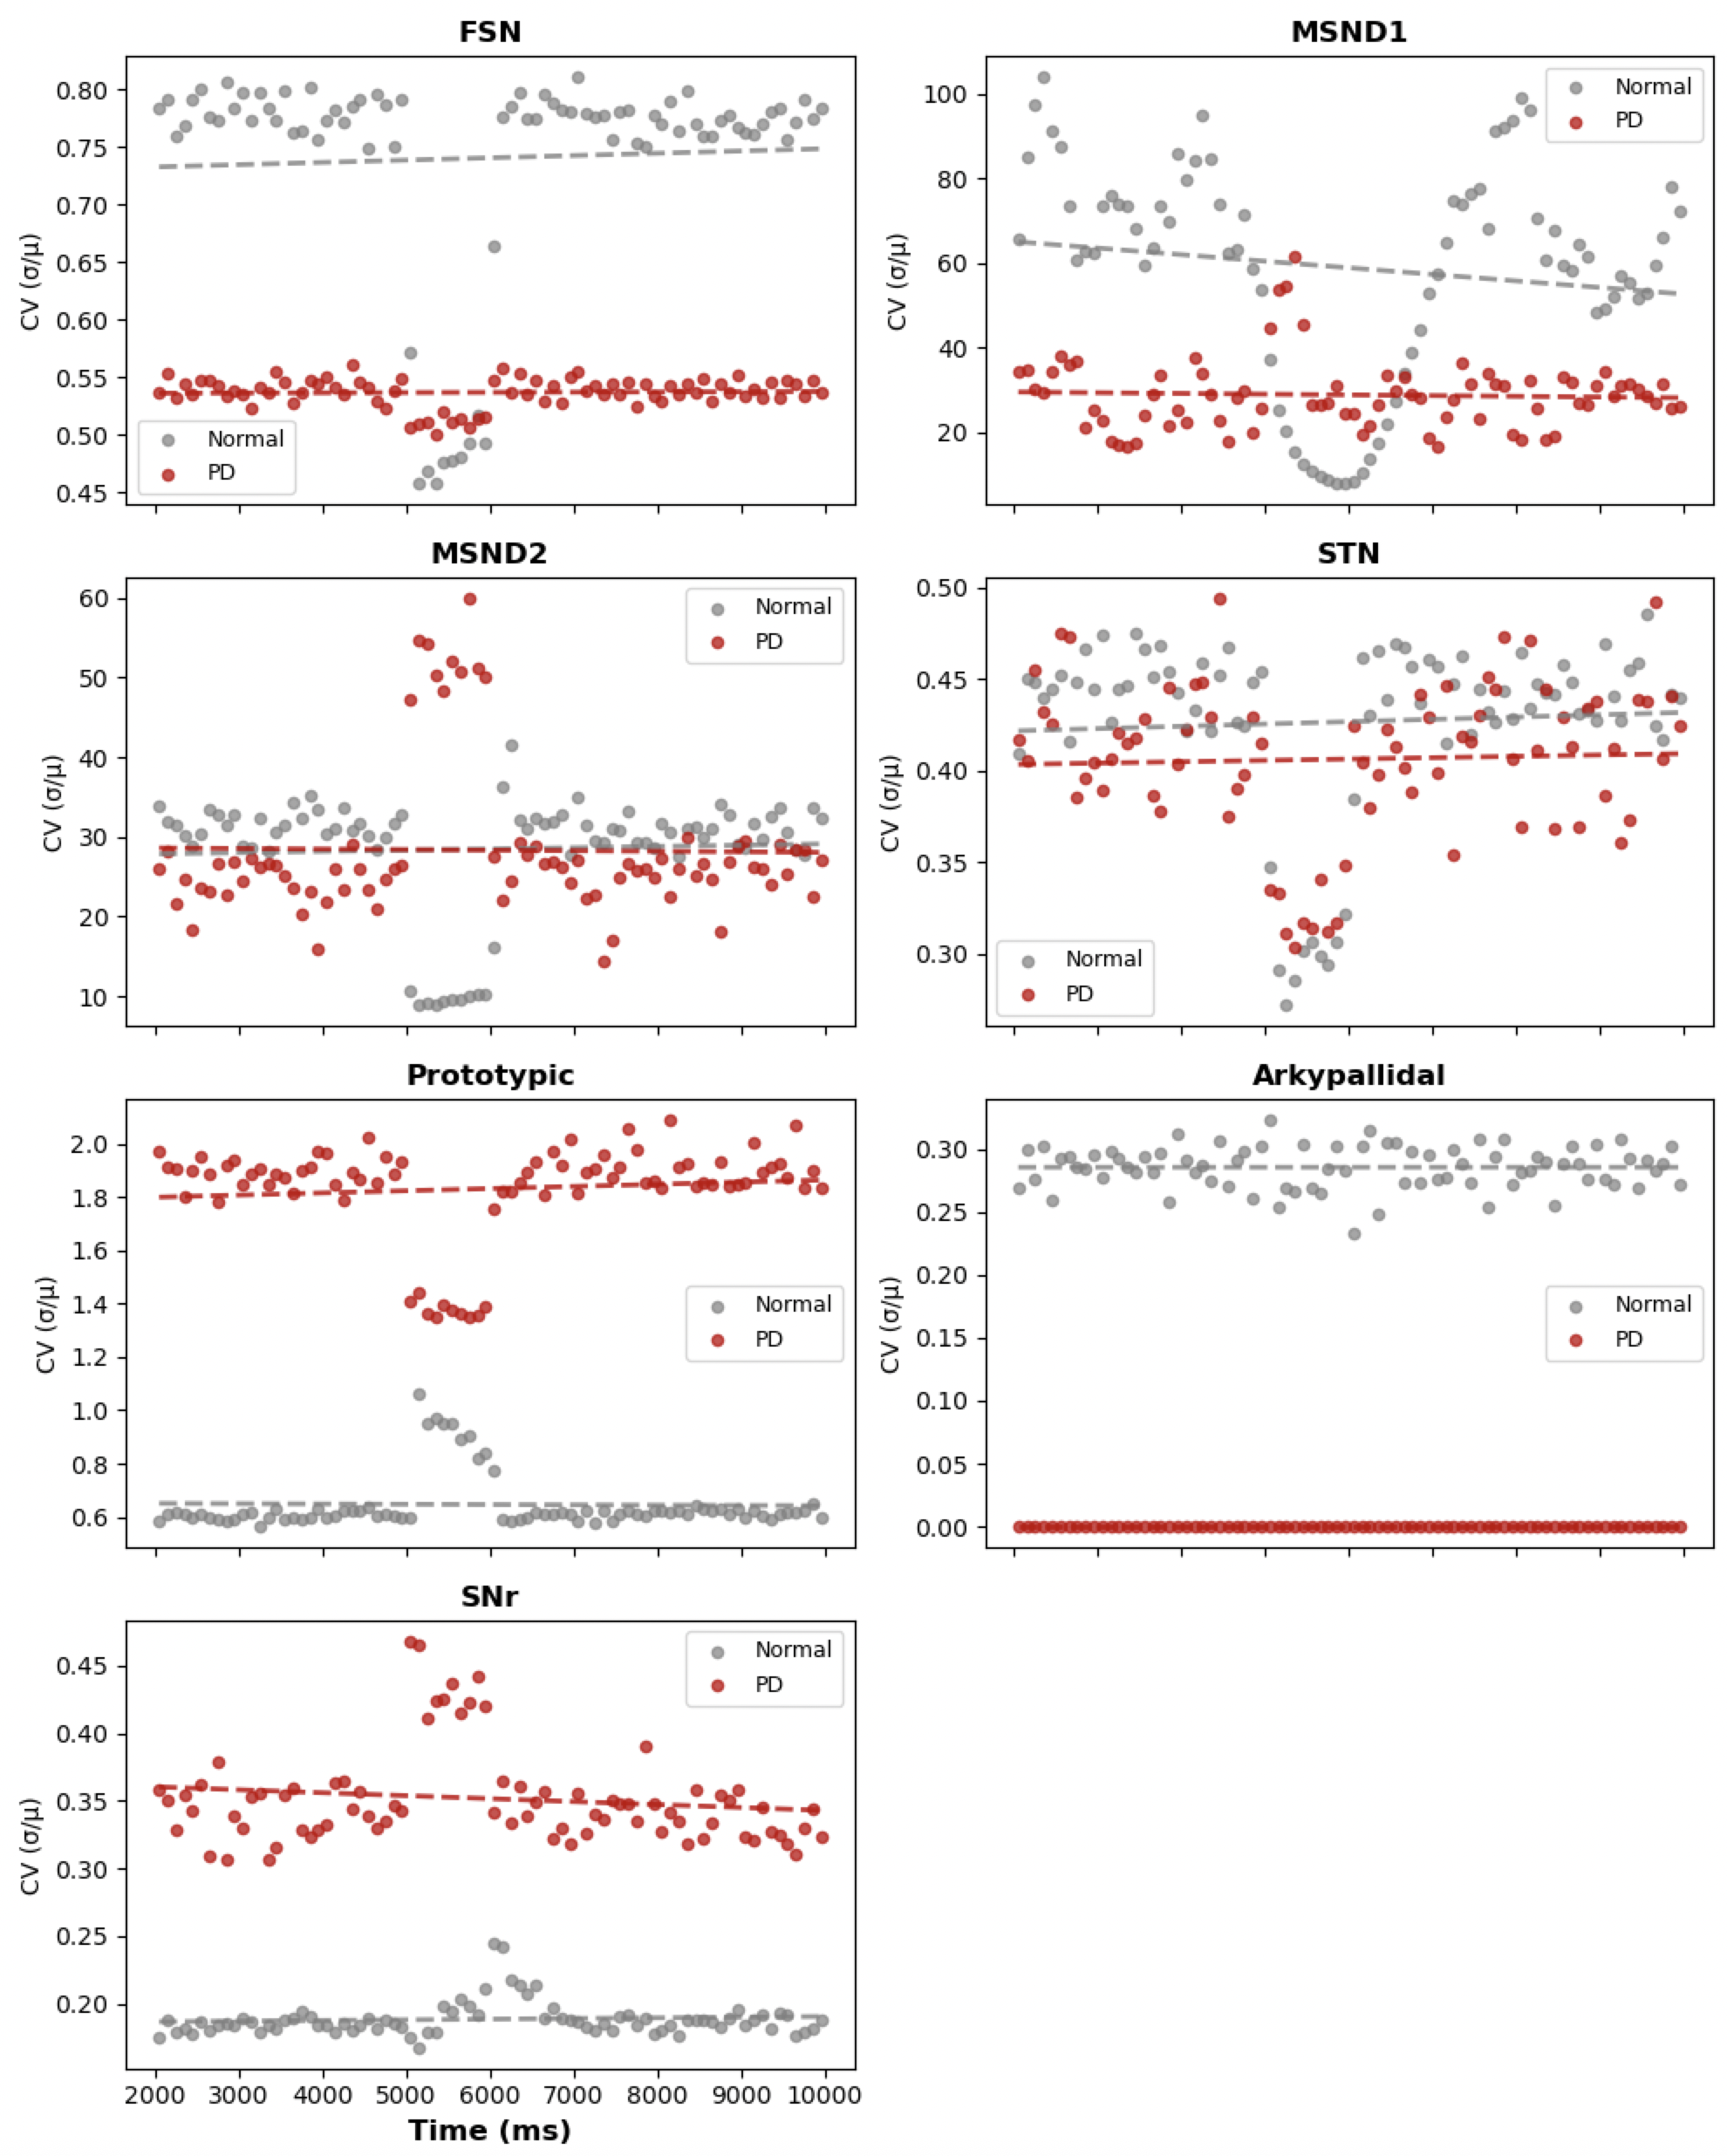 FSN
CV (σ/μ)
0.80
0.75
0.70
0.65
0.60
0.55
0.50
0.45
Normal
PD
MSND1
CV (σ/μ)
100
80
60
40
20
Normal
PD
MSND2
CV (σ/μ)
60
50
40
30
20
10
Normal
PD
STN
CV (σ/μ)
0.50
0.45
0.40
0.35
0.30
Normal
PD
Prototypic
CV (σ/μ)
2.0
1.8
1.6
1.4
1.2
1.0
0.8
0.6
Normal
PD
Arkypallidal
CV (σ/μ)
0.30
0.25
0.20
0.15
0.10
0.05
0.00
Normal
PD
SNr
CV (σ/μ)
0.45
0.40
0.35
0.30
0.25
0.20
Normal
PD
2000 3000 4000 5000 6000 7000 8000 9000 10000
Time (ms)